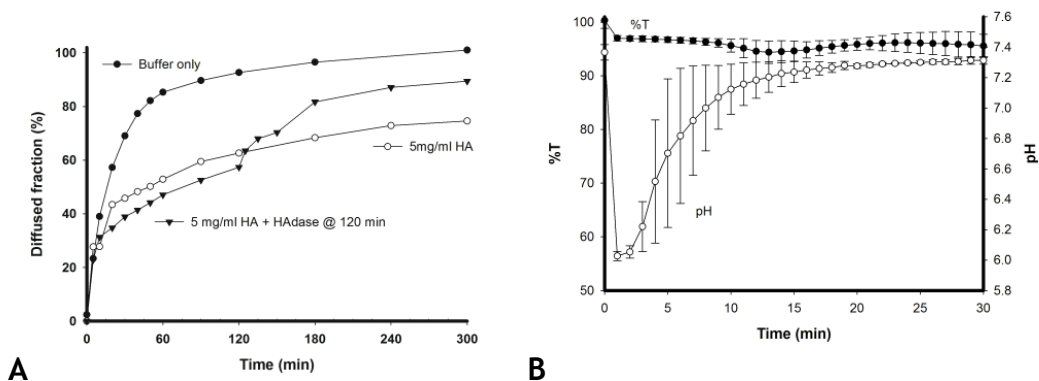 Diffused fraction (%)
100
80
60
40
20
0
Buffer only
5mg/ml HA
5 mg/ml HA + HAdase @ 120 min
0 60 120 180 240 300
Time (min)
A
%T
100
90
80
70
60
50
%T
pH
7.6
7.4
7.2
7.0
6.8
6.6
6.4
6.2
6.0
5.8
pH
0 5 10 15 20 25 30
Time (min)
B